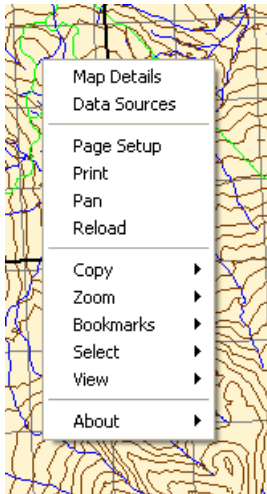 Map Details
Data Sources
Page Setup
Print
Pan
Reload
Copy
Zoom
Bookmarks
Select
View
About